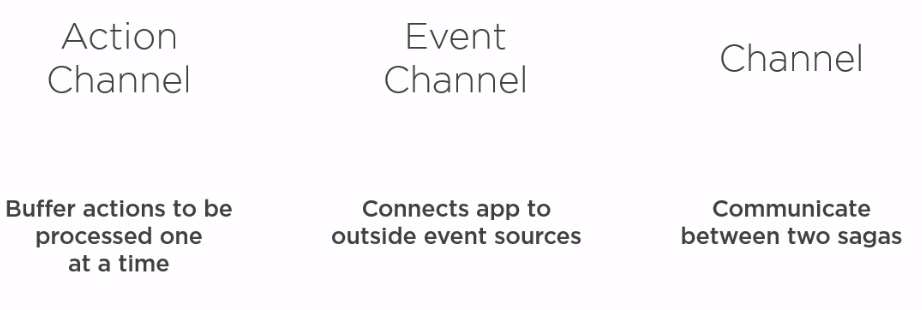 Action
Channel
Event
Channel
Channel
Buffer actions to be
processed one
at a time
Connects app to
outside event sources
Communicate
between two sagas